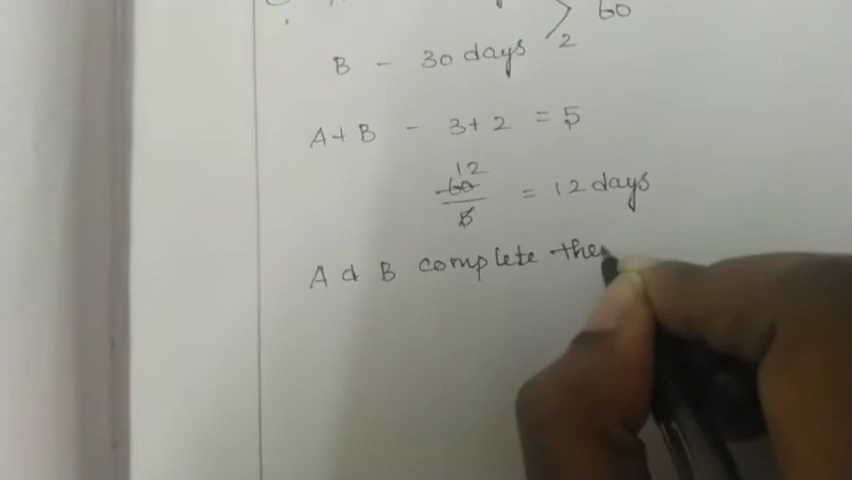 60
B - 30 days 2
A + B - 3 + 2 = 5
12
60 / 5 = 12 days
A & B complete the